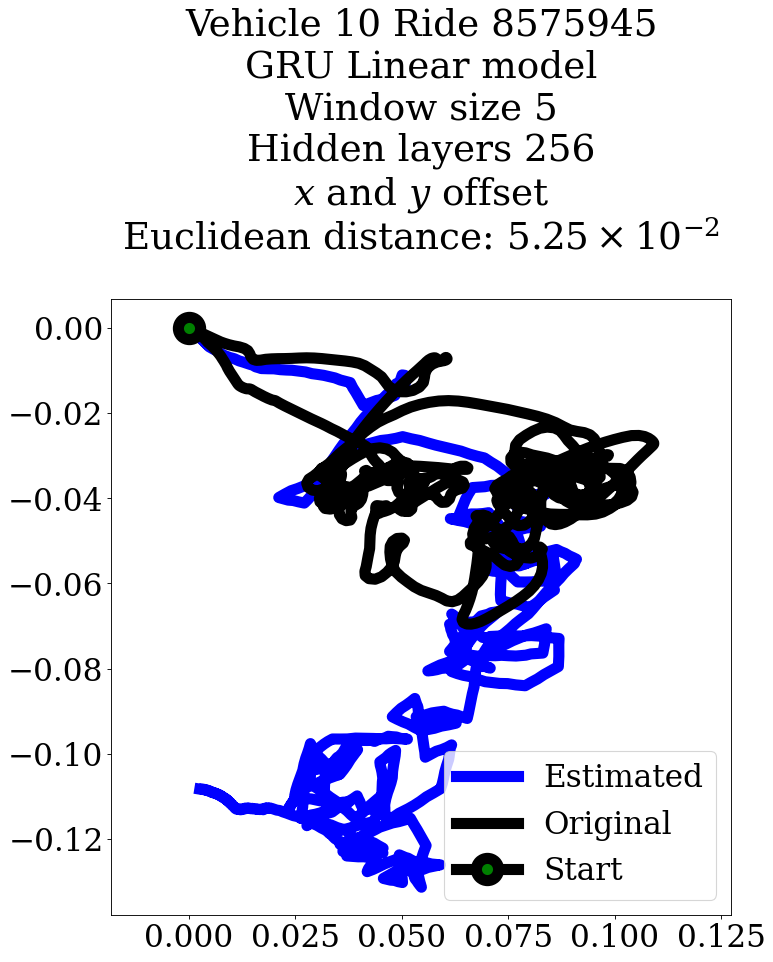 Vehicle 10 Ride 8575945
GRU Linear model
Window size 5
Hidden layers 256
x and y offset
Euclidean distance: 5.25 × 10⁻²
0.00
−0.02
−0.04
−0.06
−0.08
−0.10
−0.12
Estimated
Original
Start
0.000 0.025 0.050 0.075 0.100 0.125